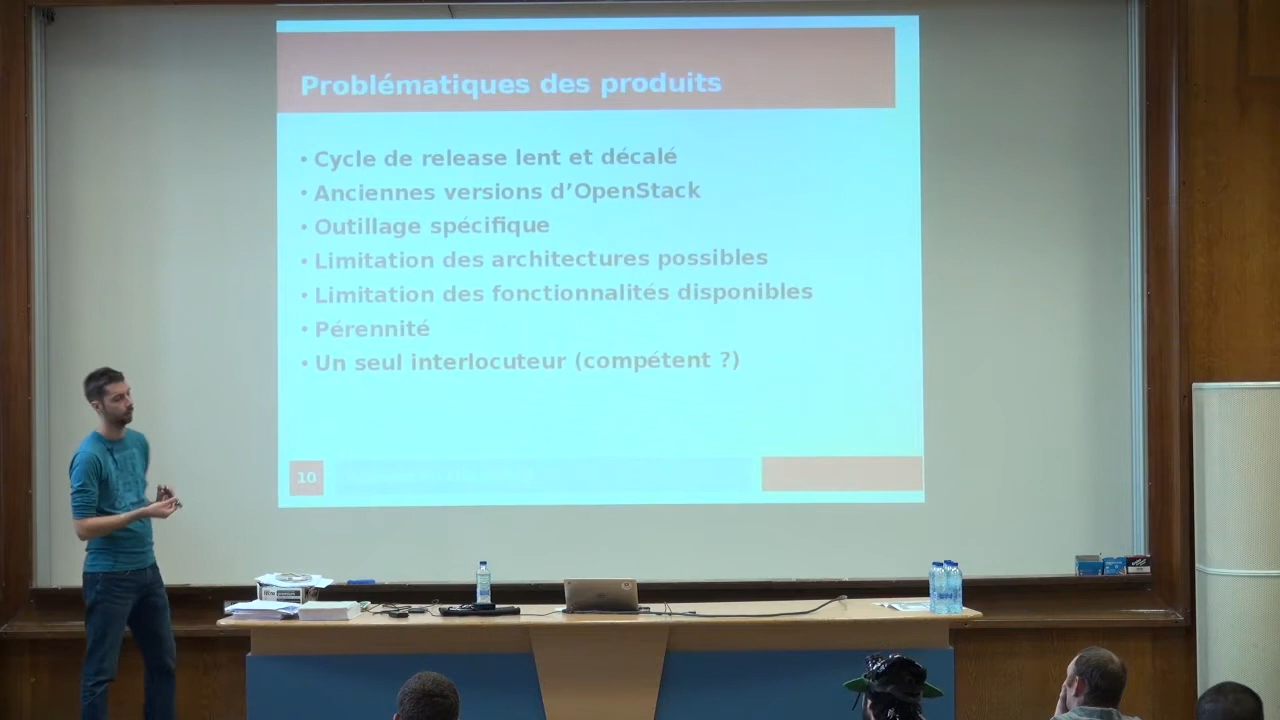 Problématiques des produits
• Cycle de release lent et décalé
• Anciennes versions d’OpenStack
• Outillage spécifique
• Limitation des architectures possibles
• Limitation des fonctionnalités disponibles
• Pérennité
• Un seul interlocuteur (compétent ?)
10